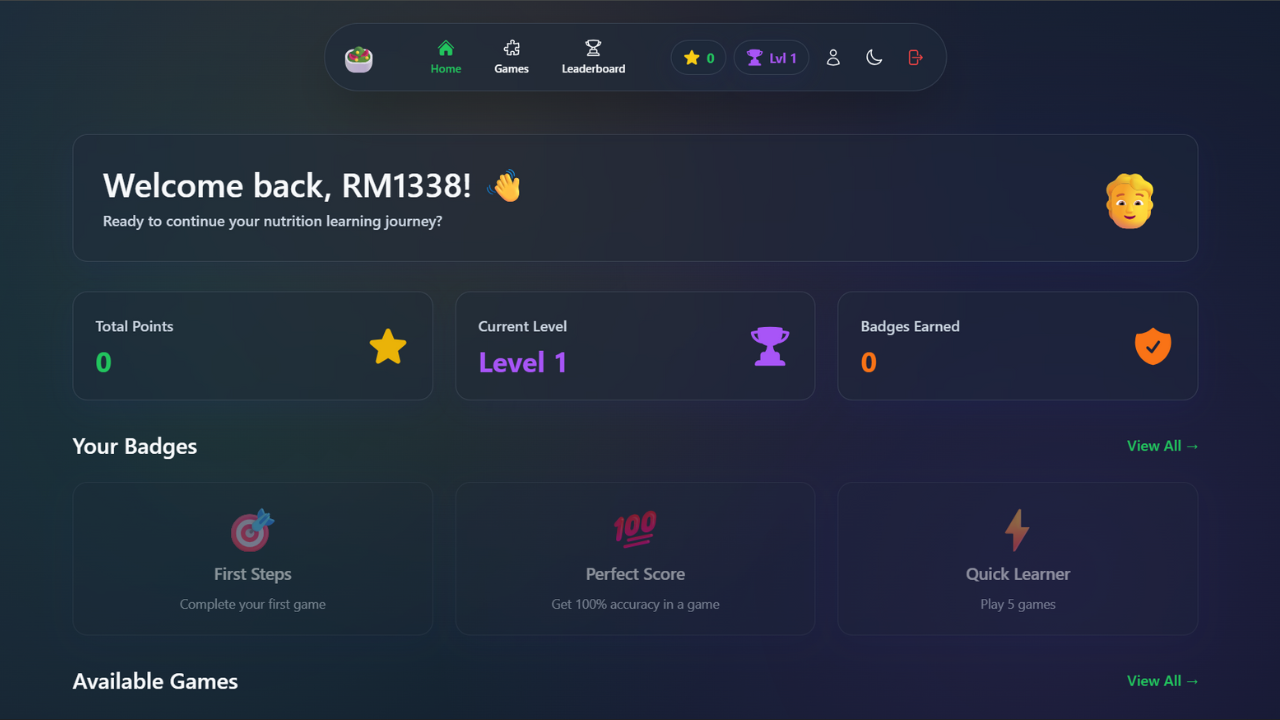 Home
Games
Leaderboard
0
Lvl 1
Welcome back, RM1338!
Ready to continue your nutrition learning journey?
Total Points
0
Current Level
Level 1
Badges Earned
0
Your Badges
View All →
100
First Steps
Complete your first game
Perfect Score
Get 100% accuracy in a game
Quick Learner
Play 5 games
Available Games
View All →